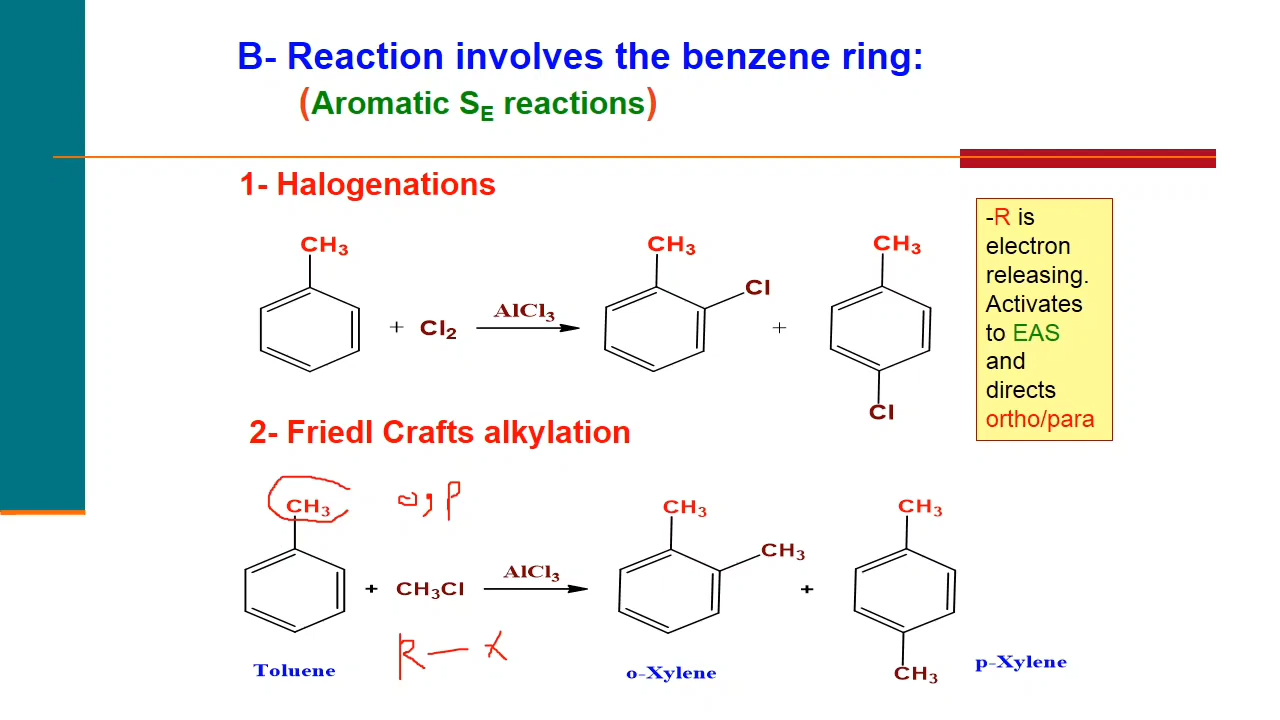 B- Reaction involves the benzene ring:
(Aromatic SE reactions)
1- Halogenations
CH3
+ Cl2
AlCl3
CH3
Cl
+
CH3
Cl
-R is
electron
releasing.
Activates
to EAS
and
directs
ortho/para
2- Friedl Crafts alkylation
CH3
o, p
+ CH3Cl
AlCl3
CH3
CH3
+
CH3
CH3
R — X
Toluene
o-Xylene
p-Xylene